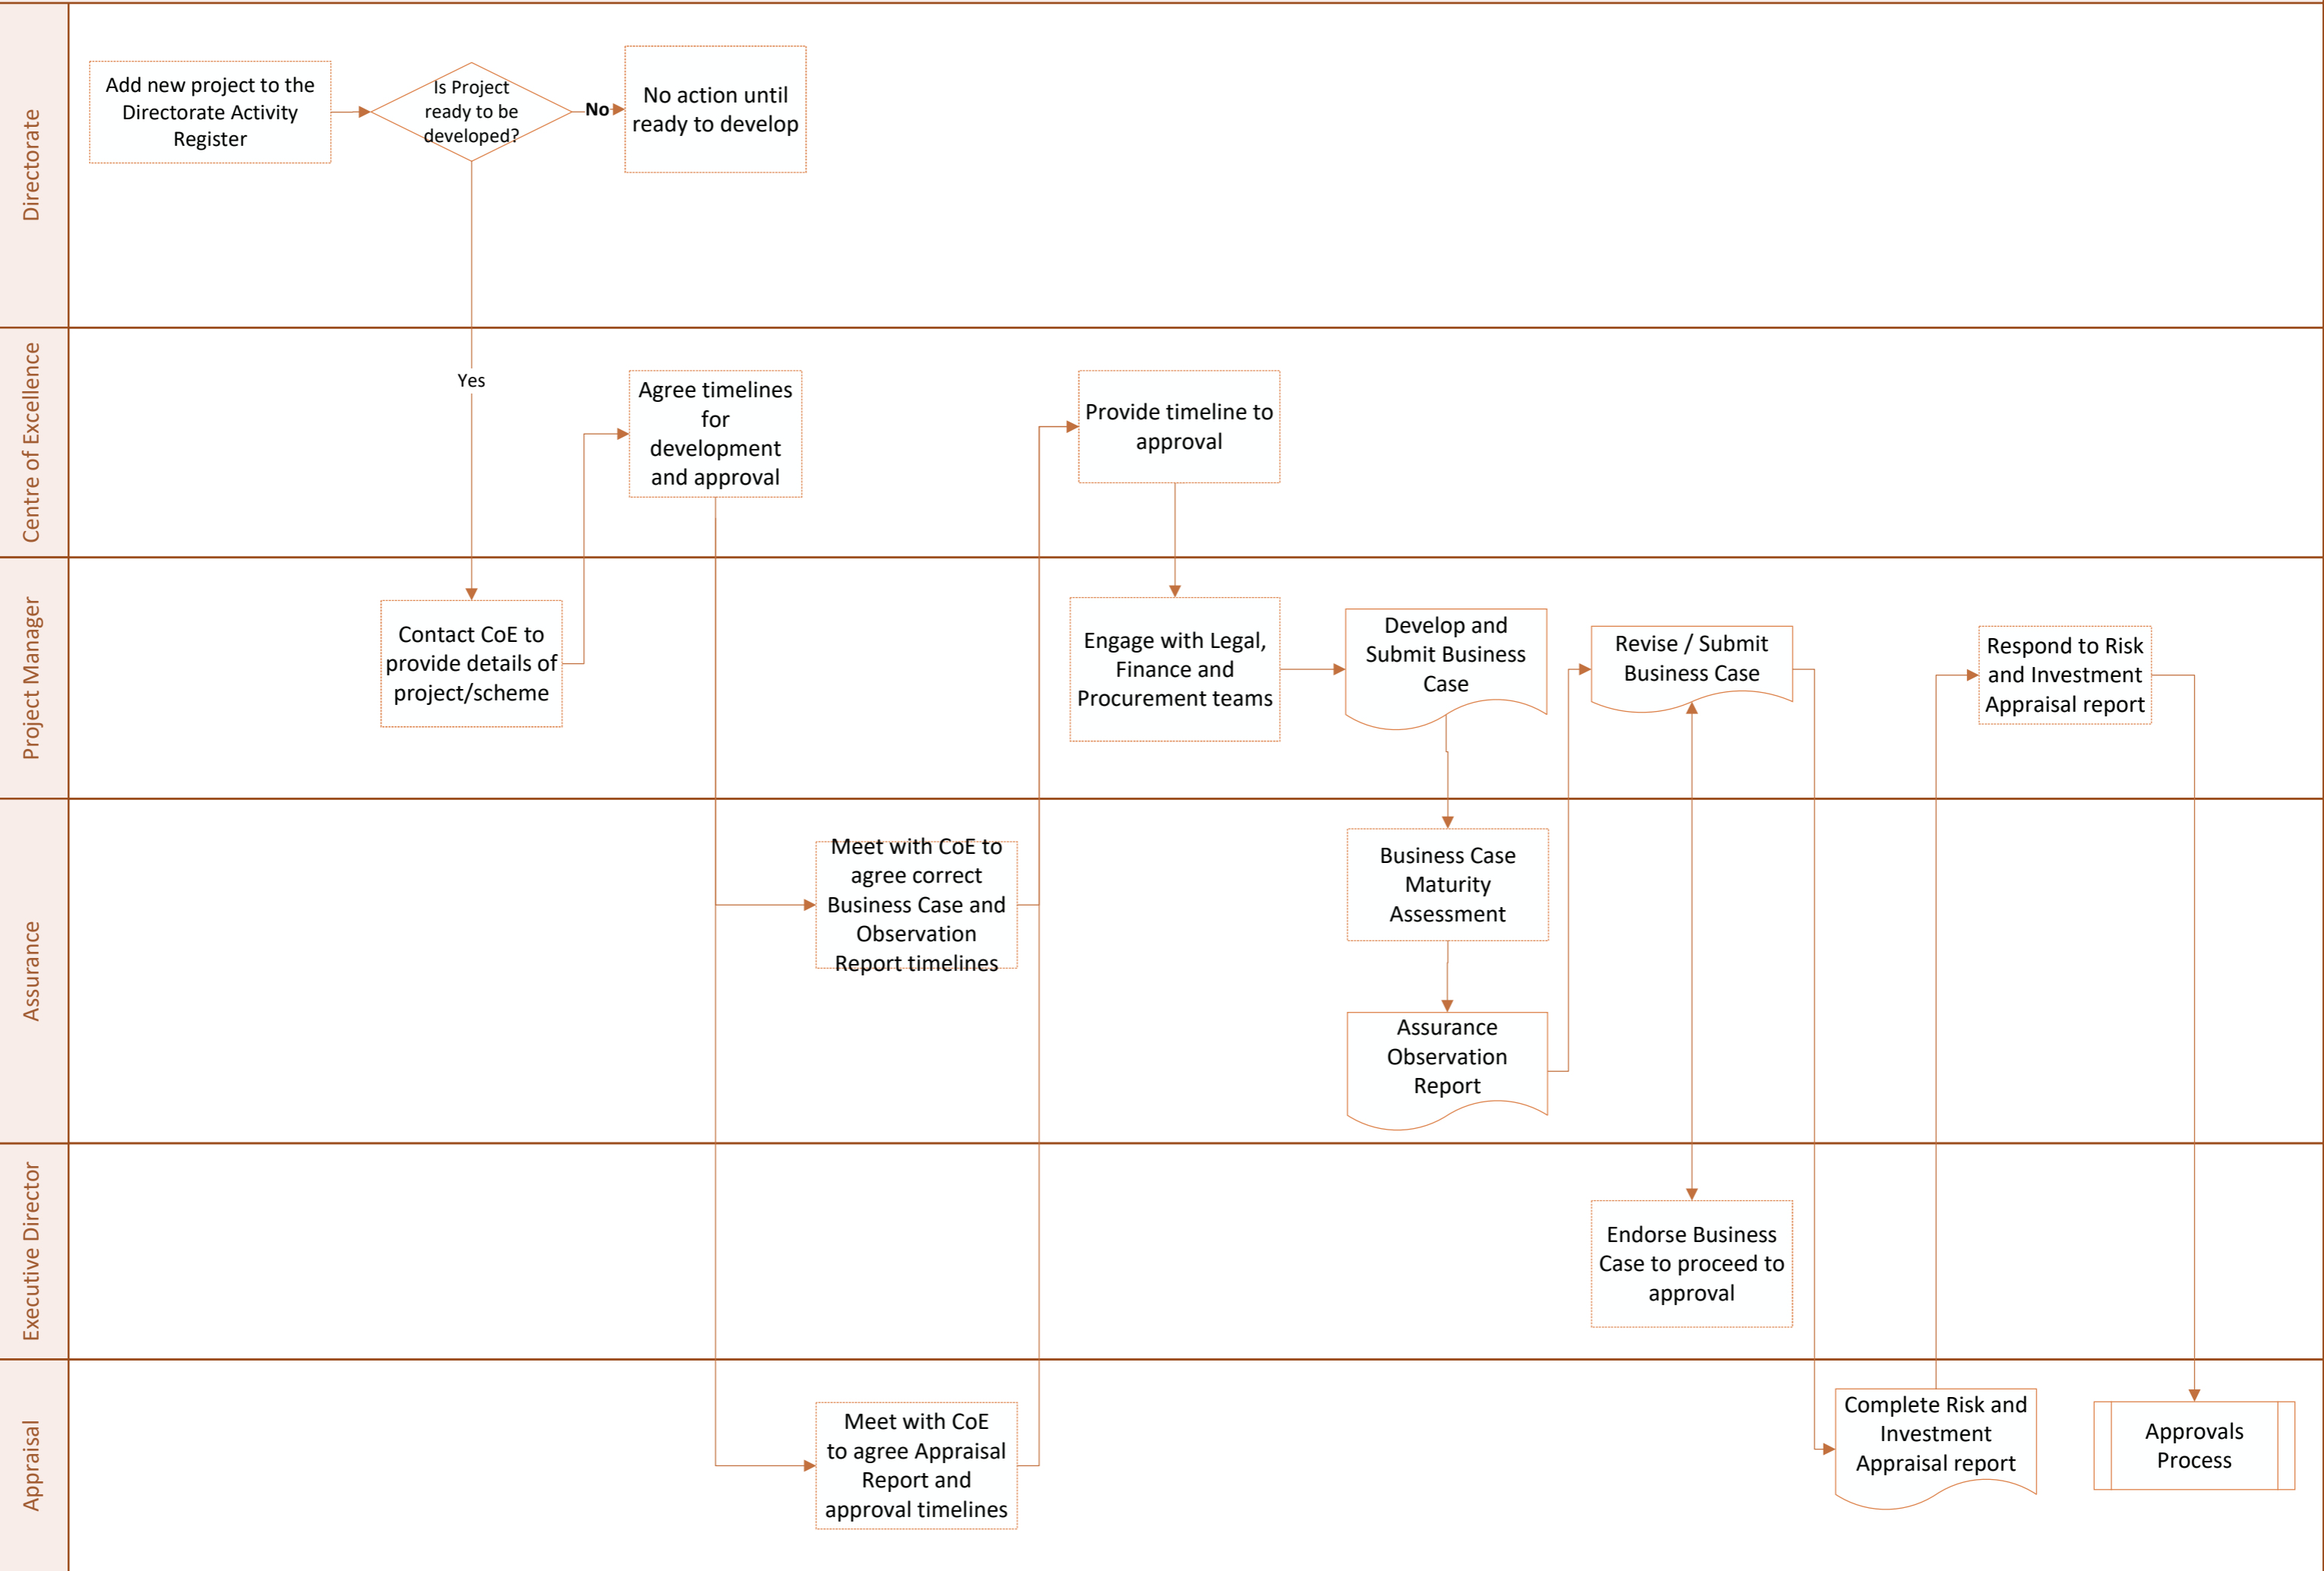 Directorate
Add new project to the
Directorate Activity
Register
Is Project
ready to be
developed?
No
No action until
ready to develop
Centre of Excellence
Yes
Agree timelines
for
development
and approval
Provide timeline to
approval
Project Manager
Contact CoE to
provide details of
project/scheme
Engage with Legal,
Finance and
Procurement teams
Develop and
Submit Business
Case
Revise / Submit
Business Case
Respond to Risk
and Investment
Appraisal report
Assurance
Meet with CoE to
agree correct
Business Case and
Observation
Report timelines
Business Case
Maturity
Assessment
Assurance
Observation
Report
Executive Director
Endorse Business
Case to proceed to
approval
Appraisal
Meet with CoE
to agree Appraisal
Report and
approval timelines
Complete Risk and
Investment
Appraisal report
Approvals
Process